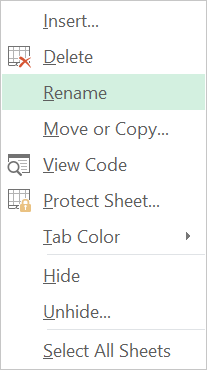 Insert...
Delete
Rename
Move or Copy...
View Code
Protect Sheet...
Tab Color
Hide
Unhide...
Select All Sheets